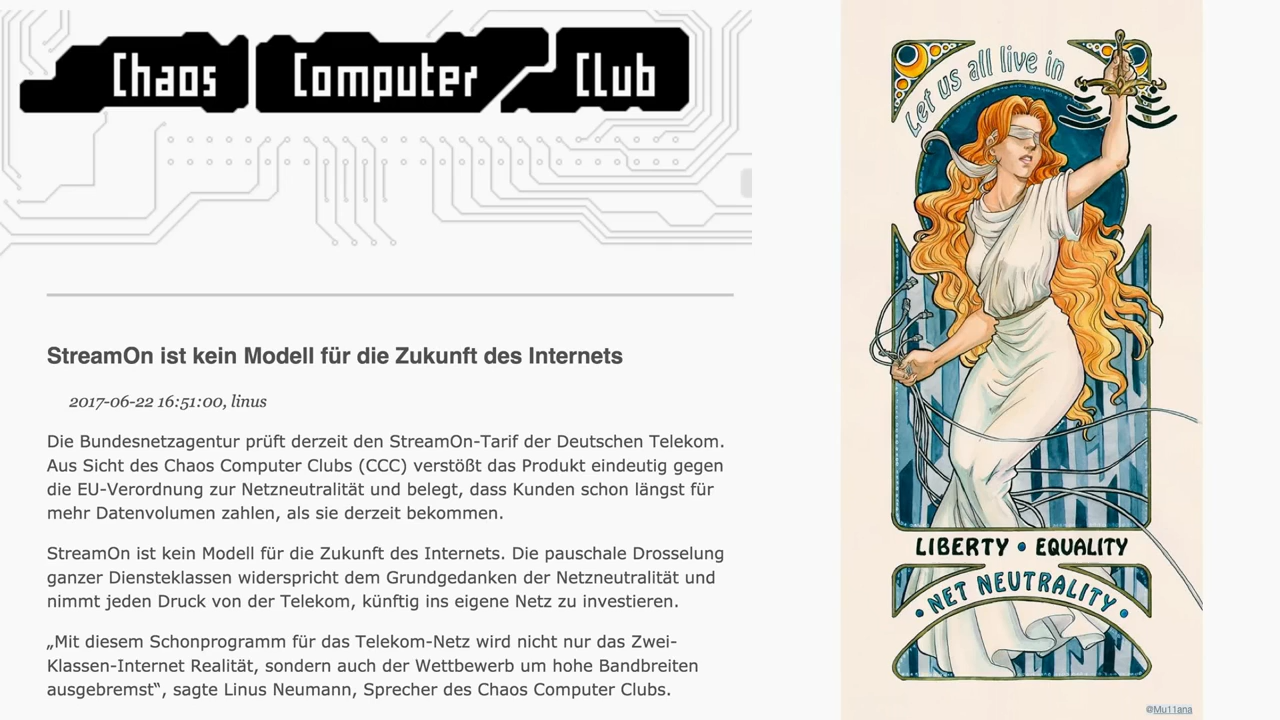 Chaos Computer Club
StreamOn ist kein Modell für die Zukunft des Internets
2017-06-22 16:51:00, linus
Die Bundesnetzagentur prüft derzeit den StreamOn-Tarif der Deutschen Telekom.
Aus Sicht des Chaos Computer Clubs (CCC) verstößt das Produkt eindeutig gegen
die EU-Verordnung zur Netzneutralität und belegt, dass Kunden schon längst für
mehr Datenvolumen zahlen, als sie derzeit bekommen.
StreamOn ist kein Modell für die Zukunft des Internets. Die pauschale Drosselung
ganzer Diensteklassen widerspricht dem Grundgedanken der Netzneutralität und
nimmt jeden Druck von der Telekom, künftig ins eigene Netz zu investieren.
„Mit diesem Schonprogramm für das Telekom-Netz wird nicht nur das Zwei-
Klassen-Internet Realität, sondern auch der Wettbewerb um hohe Bandbreiten
ausgebremst“, sagte Linus Neumann, Sprecher des Chaos Computer Clubs.
Let us all live in
LIBERTY • EQUALITY
• NET NEUTRALITY •
@Mu11ana